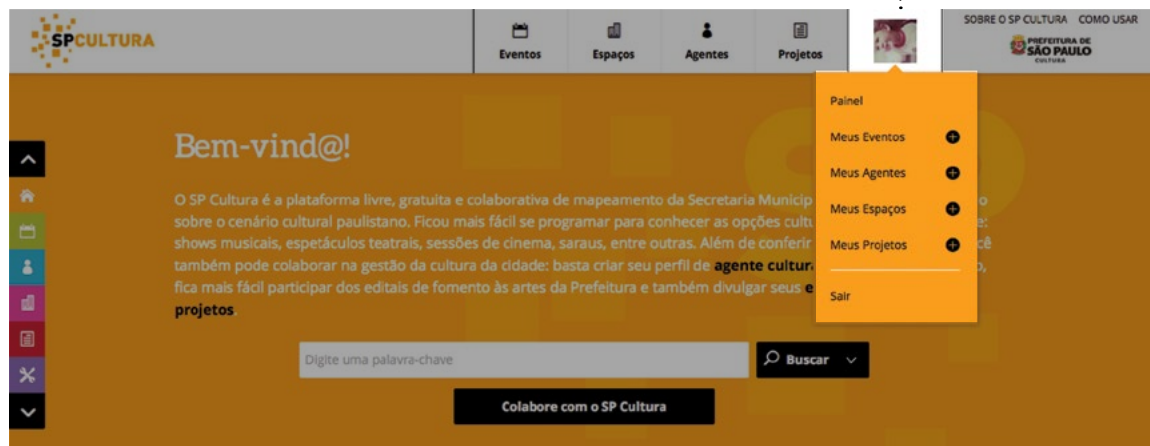 SPCULTURA
Eventos
Espaços
Agentes
Projetos
SOBRE O SP CULTURA COMO USAR
PREFEITURA DE
SÃO PAULO
CULTURA
Painel
Meus Eventos
Meus Agentes
Meus Espaços
Meus Projetos
Sair
Bem-vind@!
O SP Cultura é a plataforma livre, gratuita e colaborativa de mapeamento da Secretaria Municip o
sobre o cenário cultural paulistano. Ficou mais fácil se programar para conhecer as opções cultu e:
shows musicais, espetáculos teatrais, sessões de cinema, saraus, entre outras. Além de conferir cê
também pode colaborar na gestão da cultura da cidade: basta criar seu perfil de agente cultur o,
fica mais fácil participar dos editais de fomento às artes da Prefeitura e também divulgar seus e
projetos.
Digite uma palavra-chave
Buscar
Colabore com o SP Cultura